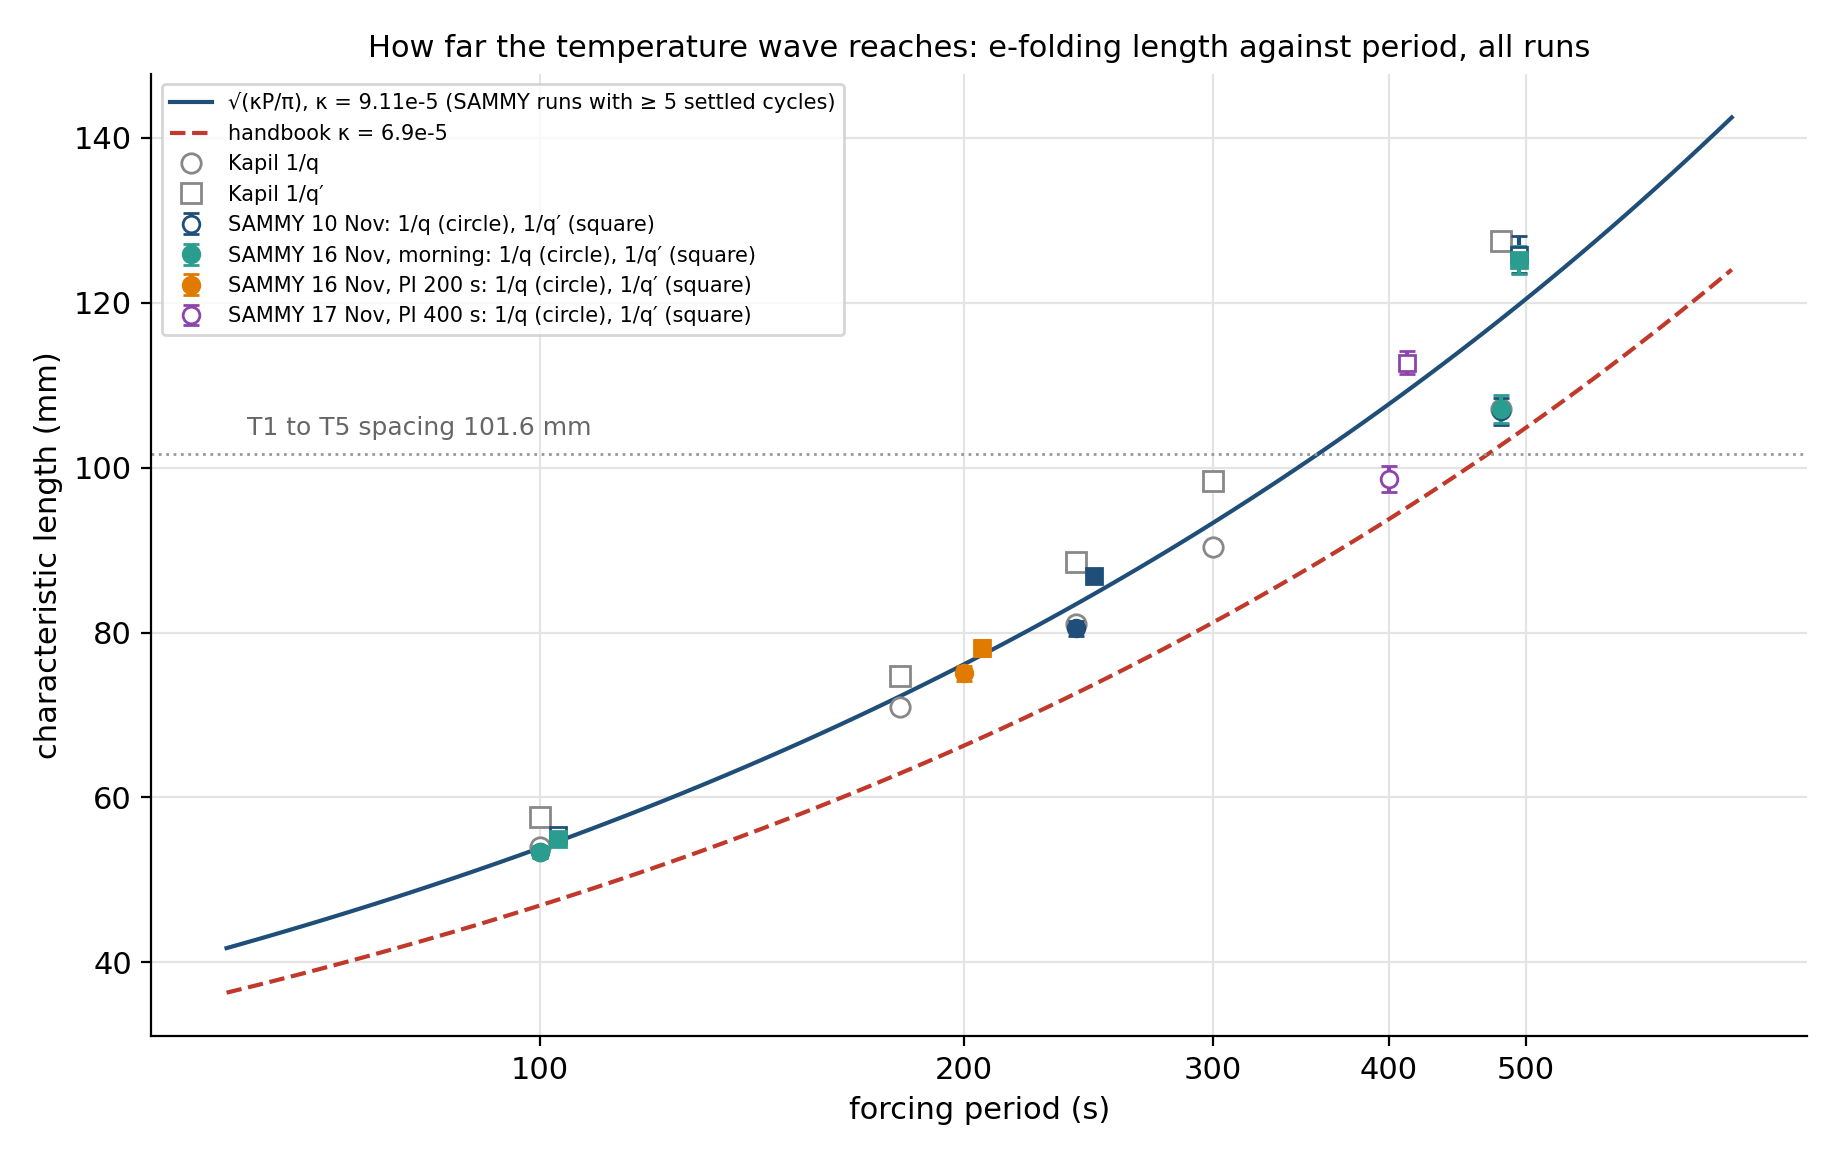 How far the temperature wave reaches: e-folding length against period, all runs
√(κP/π), κ = 9.11e-5 (SAMMY runs with ≥ 5 settled cycles)
handbook κ = 6.9e-5
Kapil 1/q
Kapil 1/q′
SAMMY 10 Nov: 1/q (circle), 1/q′ (square)
SAMMY 16 Nov, morning: 1/q (circle), 1/q′ (square)
SAMMY 16 Nov, PI 200 s: 1/q (circle), 1/q′ (square)
SAMMY 17 Nov, PI 400 s: 1/q (circle), 1/q′ (square)
T1 to T5 spacing 101.6 mm
characteristic length (mm)
140
120
100
80
60
40
100
200
300
400
500
forcing period (s)